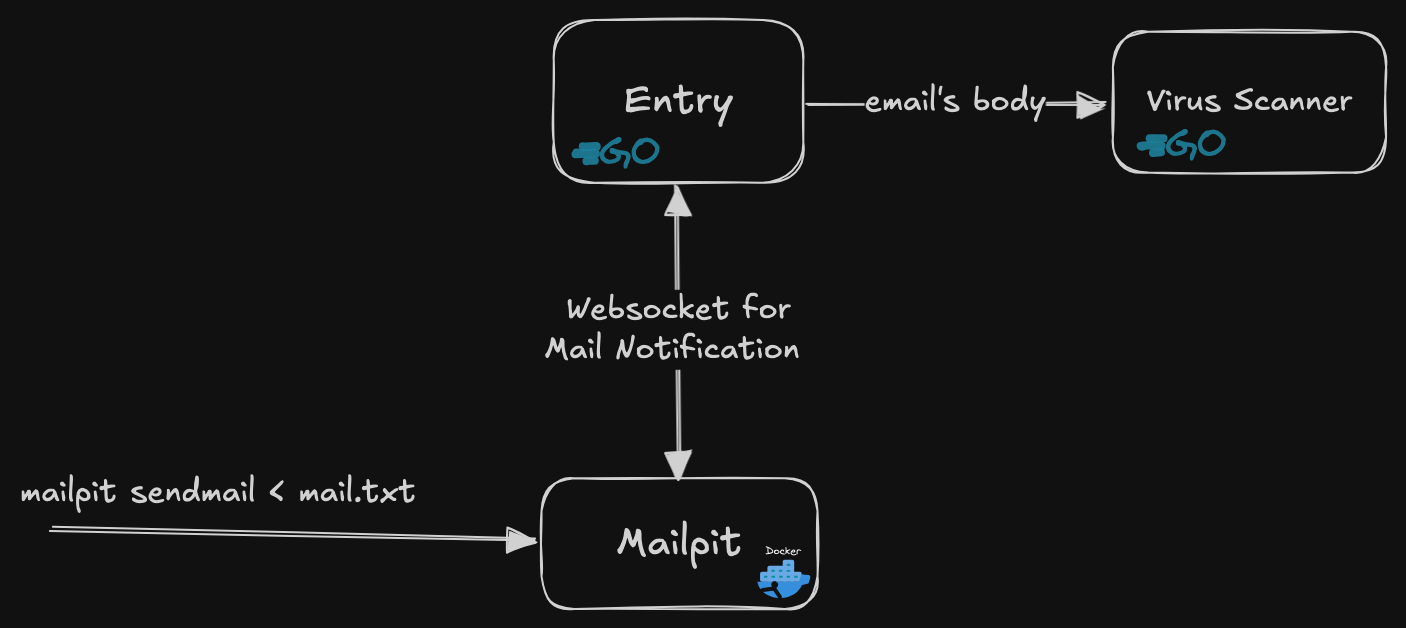 Entry
GO
email's body
Virus Scanner
GO
Websocket for
Mail Notification
mailpit sendmail < mail.txt
Mailpit
Docker